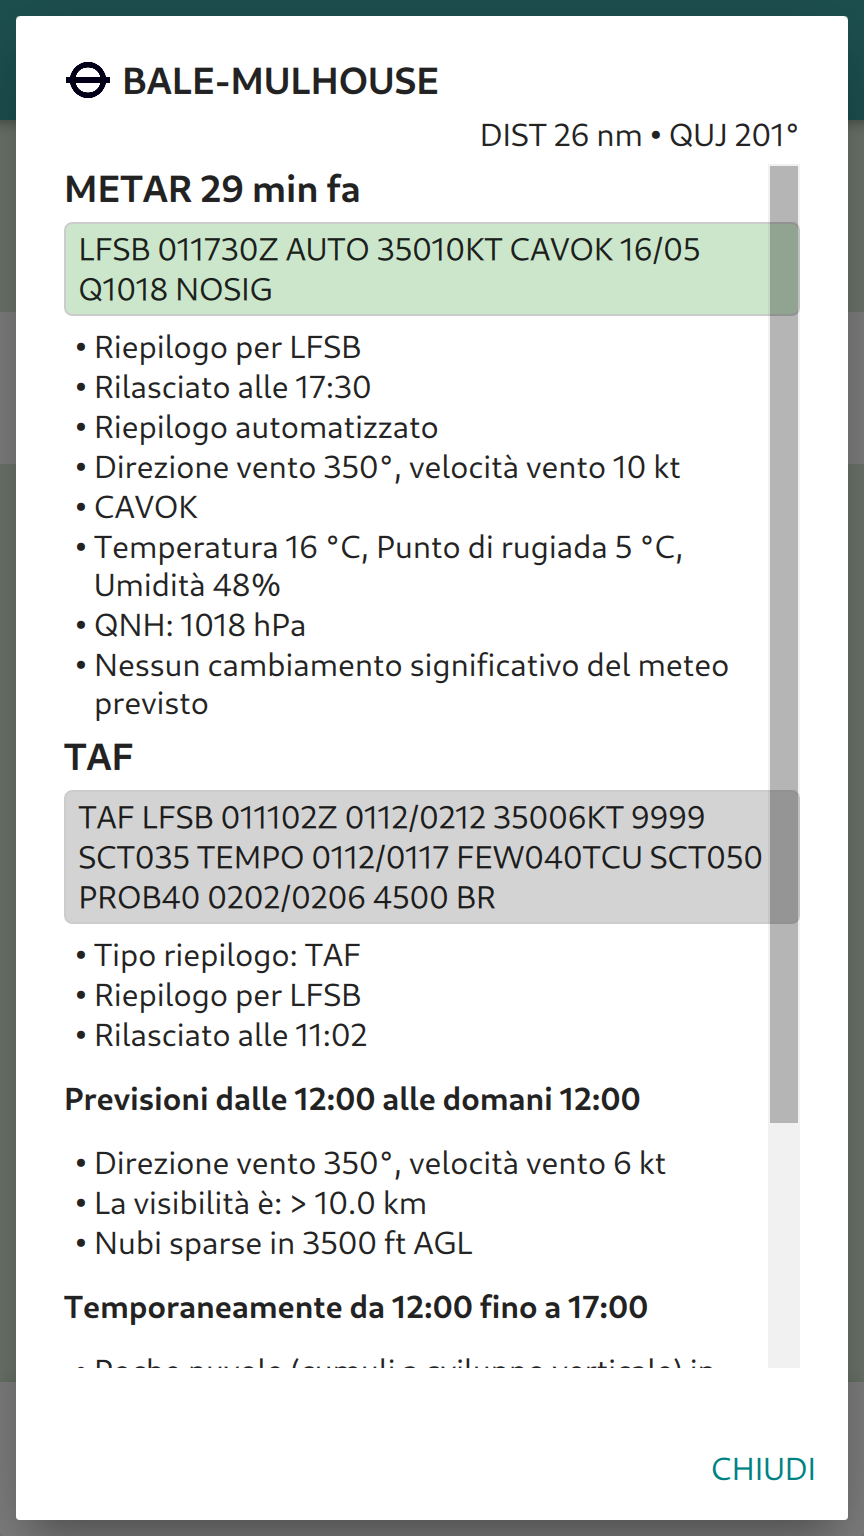 BALE-MULHOUSE
DIST 26 nm • QUJ 201°
METAR 29 min fa
LFSB 011730Z AUTO 35010KT CAVOK 16/05
Q1018 NOSIG
• Riepilogo per LFSB
• Rilasciato alle 17:30
• Riepilogo automatizzato
• Direzione vento 350°, velocità vento 10 kt
• CAVOK
• Temperatura 16 °C, Punto di rugiada 5 °C,
Umidità 48%
• QNH: 1018 hPa
• Nessun cambiamento significativo del meteo
previsto
TAF
TAF LFSB 011102Z 0112/0212 35006KT 9999
SCT035 TEMPO 0112/0117 FEW040TCU SCT050
PROB40 0202/0206 4500 BR
• Tipo riepilogo: TAF
• Riepilogo per LFSB
• Rilasciato alle 11:02
Previsioni dalle 12:00 alle domani 12:00
• Direzione vento 350°, velocità vento 6 kt
• La visibilità è: > 10.0 km
• Nubi sparse in 3500 ft AGL
Temporaneamente da 12:00 fino a 17:00
• Poche nuvole (cumuli a sviluppo verticale) in
CHIUDI